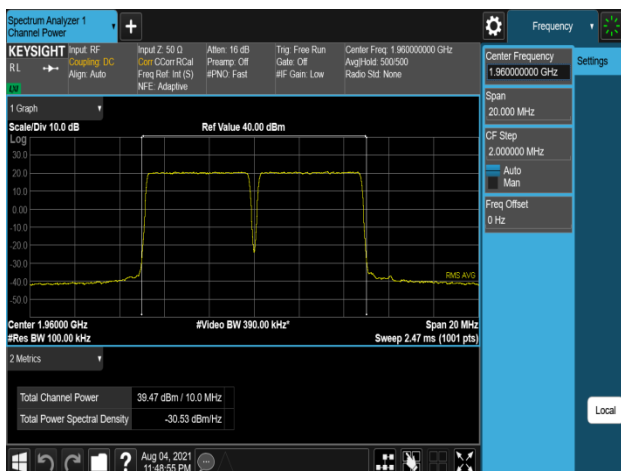 Spectrum Analyzer 1
Channel Power
Frequency
KEYSIGHT
RL
LU
Input: RF
Coupling: DC
Align: Auto
Input Z: 50 Ω
Corr CCorr RCal
Freq Ref: Int (S)
NFE: Adaptive
Atten: 16 dB
Preamp: Off
#PNO: Fast
Trig: Free Run
Gate: Off
#IF Gain: Low
Center Freq: 1.960000000 GHz
Avg|Hold: 500/500
Radio Std: None
Center Frequency
1.960000000 GHz
Settings
Span
20.000 MHz
CF Step
2.000000 MHz
Auto
Man
Freq Offset
0 Hz
1 Graph
Scale/Div 10.0 dB
Ref Value 40.00 dBm
Log
30.0
20.0
10.0
0.00
-10.0
-20.0
-30.0
-40.0
-50.0
RMS AVG
Center 1.96000 GHz
#Video BW 390.00 kHz*
Span 20 MHz
#Res BW 100.00 kHz
Sweep 2.47 ms (1001 pts)
2 Metrics
Total Channel Power 39.47 dBm / 10.0 MHz
Total Power Spectral Density -30.53 dBm/Hz
Local
?
Aug 04, 2021
11:48:55 PM